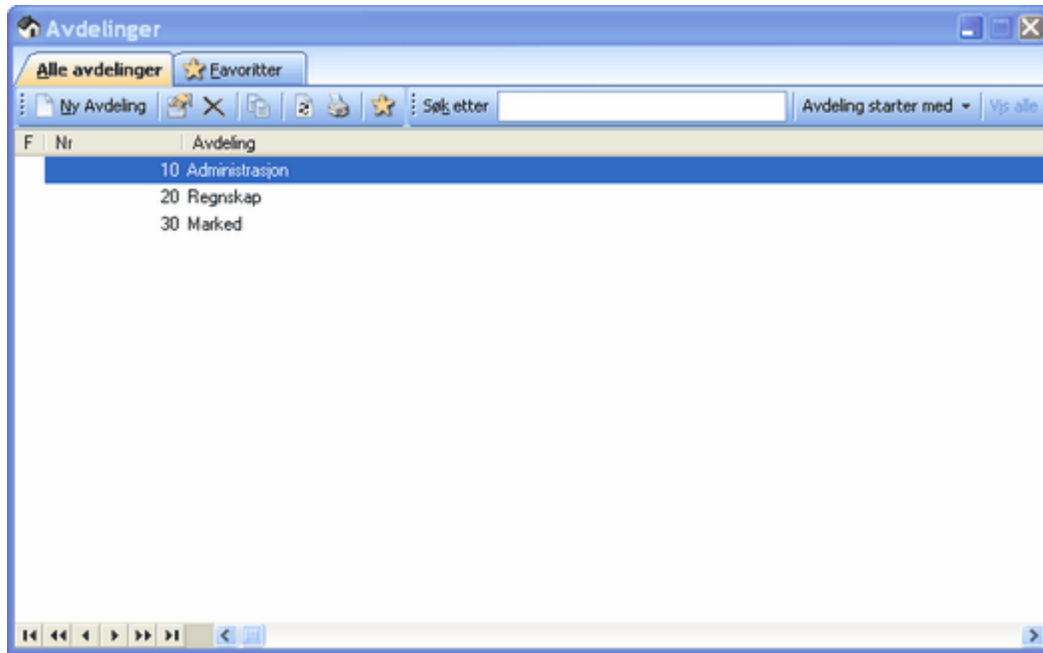 Avdelinger
Alle avdelinger Favoritter
Ny Avdeling Søk etter Avdeling starter med Vis alle
F Nr Avdeling
10 Administrasjon
20 Regnskap
30 Marked